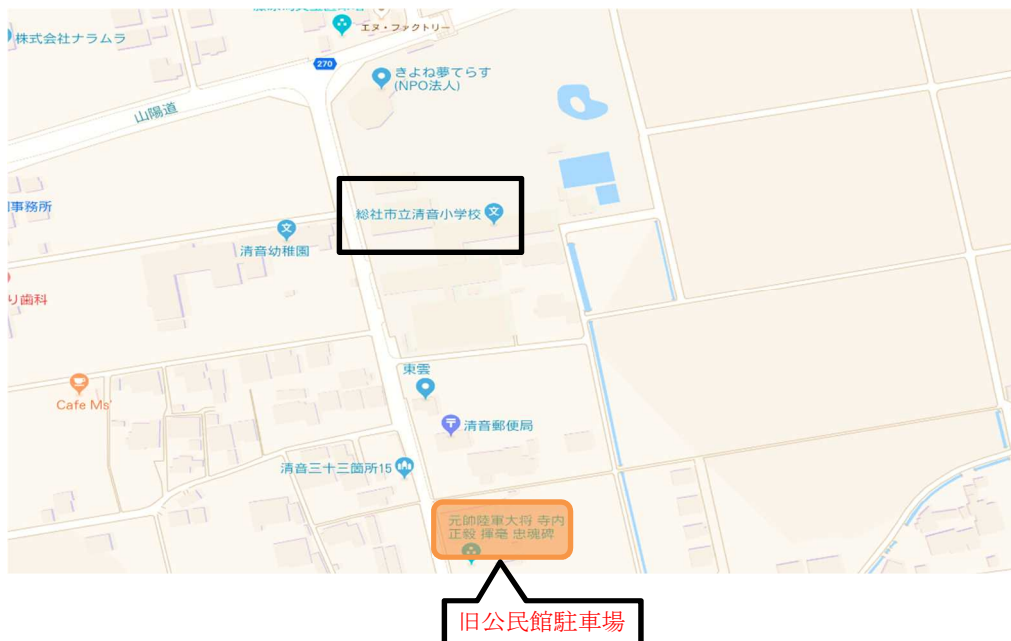 エヌ・ファクトリー
株式会社ナラムラ
270
きよね夢てらす
(NPO法人)
山陽道
事務所
総社市立清音小学校
文
文
清音幼稚園
り歯科
東雲
Cafe Ms'
清音郵便局
清音三十三箇所15
元帥陸軍大将 寺内
正毅 揮毫 忠魂碑
旧公民館駐車場